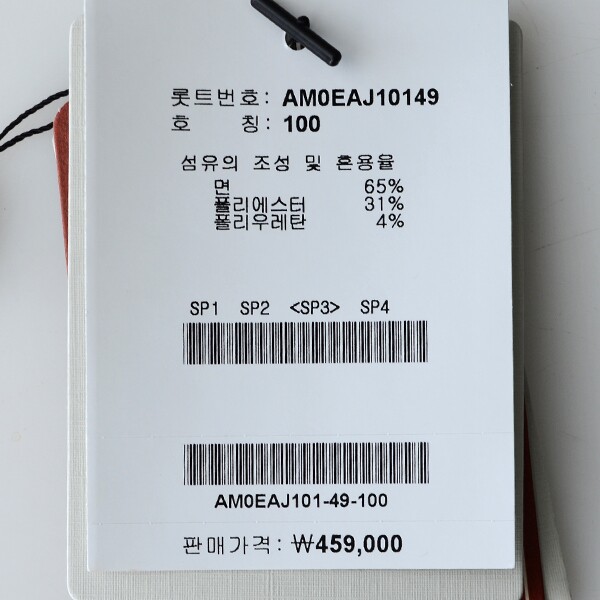 롯트번호: AM0EAJ10149
호 칭: 100
섬유의 조성 및 혼용율
면 65%
폴리에스터 31%
폴리우레탄 4%
SP1 SP2 <SP3> SP4
AM0EAJ101-49-100
판매가격: ₩459,000